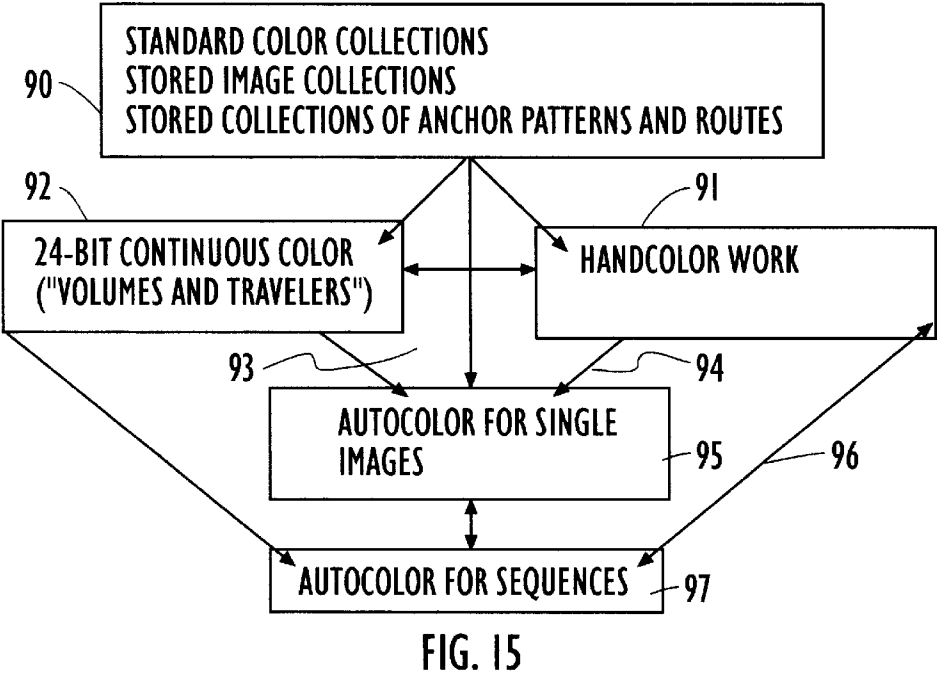 STANDARD COLOR COLLECTIONS
STORED IMAGE COLLECTIONS
STORED COLLECTIONS OF ANCHOR PATTERNS AND ROUTES
90
92
91
24-BIT CONTINUOUS COLOR
("VOLUMES AND TRAVELERS")
HANDCOLOR WORK
93
94
AUTOCOLOR FOR SINGLE
IMAGES
95
96
AUTOCOLOR FOR SEQUENCES
97
FIG. 15